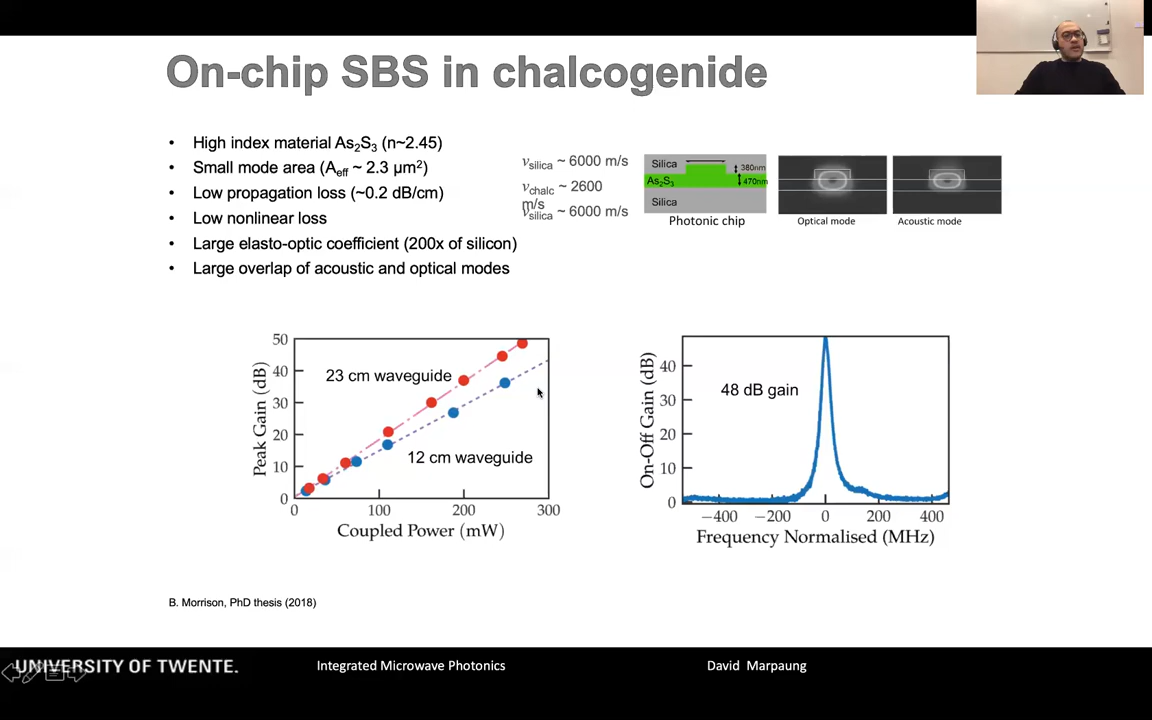 On-chip SBS in chalcogenide
• High index material As₂S₃ (n~2.45)
• Small mode area (Aeff ~ 2.3 µm²)
• Low propagation loss (~0.2 dB/cm)
• Low nonlinear loss
• Large elasto-optic coefficient (200x of silicon)
• Large overlap of acoustic and optical modes
vsilica ~ 6000 m/s
vchalc ~ 2600
m/s
vsilica ~ 6000 m/s
Silica
380nm
As₂S₃
470nm
Silica
Photonic chip
Optical mode
Acoustic mode
Peak Gain (dB)
50
40
30
20
10
0
23 cm waveguide
12 cm waveguide
0 100 200 300
Coupled Power (mW)
On-Off Gain (dB)
40
30
20
10
0
48 dB gain
−400 −200 0 200 400
Frequency Normalised (MHz)
B. Morrison, PhD thesis (2018)
UNIVERSITY OF TWENTE.
Integrated Microwave Photonics
David Marpaung